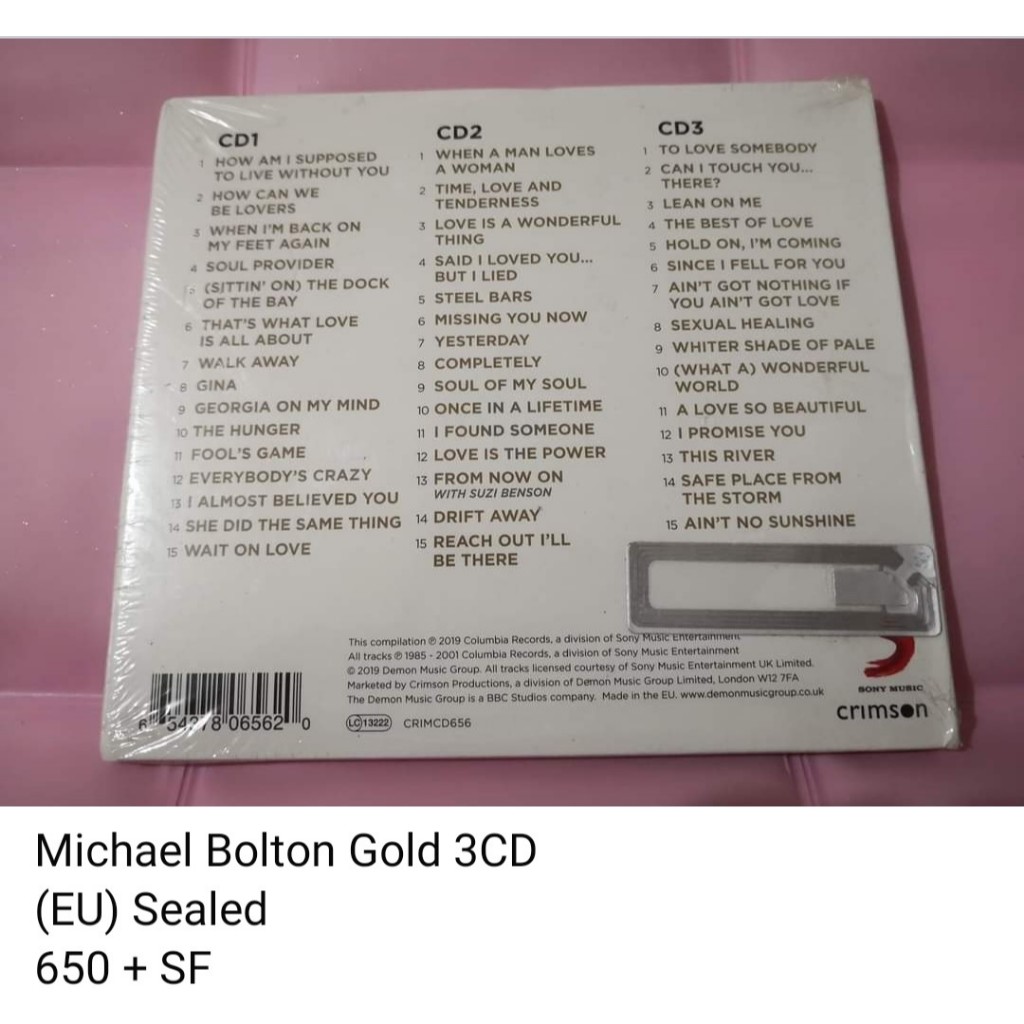 CD1
1 HOW AM I SUPPOSED
TO LIVE WITHOUT YOU
2 HOW CAN WE
BE LOVERS
3 WHEN I'M BACK ON
MY FEET AGAIN
4 SOUL PROVIDER
5 (SITTIN' ON) THE DOCK
OF THE BAY
6 THAT'S WHAT LOVE
IS ALL ABOUT
7 WALK AWAY
8 GINA
9 GEORGIA ON MY MIND
10 THE HUNGER
11 FOOL'S GAME
12 EVERYBODY'S CRAZY
13 I ALMOST BELIEVED YOU
14 SHE DID THE SAME THING
15 WAIT ON LOVE
CD2
1 WHEN A MAN LOVES
A WOMAN
2 TIME, LOVE AND
TENDERNESS
3 LOVE IS A WONDERFUL
THING
4 SAID I LOVED YOU...
BUT I LIED
5 STEEL BARS
6 MISSING YOU NOW
7 YESTERDAY
8 COMPLETELY
9 SOUL OF MY SOUL
10 ONCE IN A LIFETIME
11 I FOUND SOMEONE
12 LOVE IS THE POWER
13 FROM NOW ON
WITH SUZI BENSON
14 DRIFT AWAY
15 REACH OUT I'LL
BE THERE
CD3
1 TO LOVE SOMEBODY
2 CAN I TOUCH YOU...
THERE?
3 LEAN ON ME
4 THE BEST OF LOVE
5 HOLD ON, I'M COMING
6 SINCE I FELL FOR YOU
7 AIN'T GOT NOTHING IF
YOU AIN'T GOT LOVE
8 SEXUAL HEALING
9 WHITER SHADE OF PALE
10 (WHAT A) WONDERFUL
WORLD
11 A LOVE SO BEAUTIFUL
12 I PROMISE YOU
13 THIS RIVER
14 SAFE PLACE FROM
THE STORM
15 AIN'T NO SUNSHINE
This compilation ℗ 2019 Columbia Records, a division of Sony Music Entertainment
All tracks ℗ 1985 - 2001 Columbia Records, a division of Sony Music Entertainment
© 2019 Demon Music Group. All tracks licensed courtesy of Sony Music Entertainment UK Limited.
Marketed by Crimson Productions, a division of Demon Music Group Limited, London W12 7FA
The Demon Music Group is a BBC Studios company. Made in the EU. www.demonmusicgroup.co.uk
LC 13222 CRIMCD656
SONY MUSIC
crimson
Michael Bolton Gold 3CD
(EU) Sealed
650 + SF